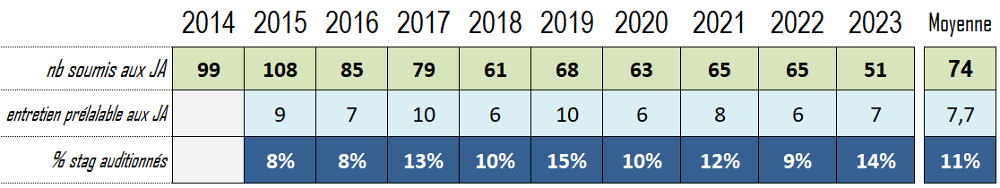 2014 2015 2016 2017 2018 2019 2020 2021 2022 2023 Moyenne
nb soumis aux JA 99 108 85 79 61 68 63 65 65 51 74
entretien prélalable aux JA 9 7 10 6 10 6 8 6 7 7,7
% stag auditionnés 8% 8% 13% 10% 15% 10% 12% 9% 14% 11%